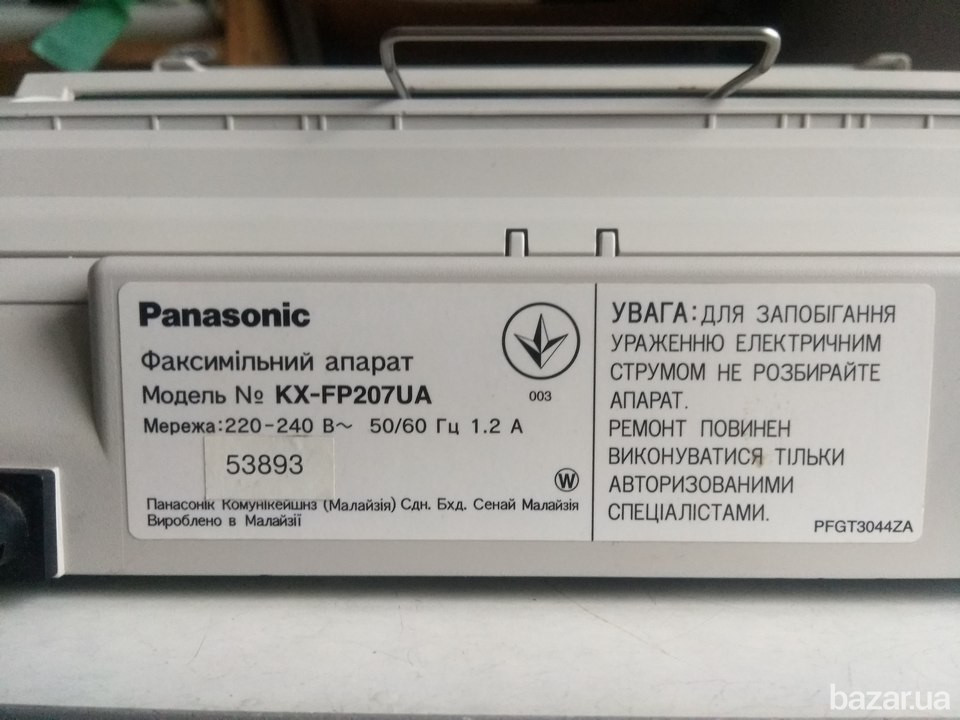 Panasonic
Факсимільний апарат
Модель № KX-FP207UA
Мережа:220-240 В~ 50/60 Гц 1.2 А
53893
003
W
Панасонік Комунікейшнз (Малайзія) Сдн. Бхд. Сенай Малайзія
Вироблено в Малайзії
УВАГА:ДЛЯ ЗАПОБІГАННЯ
УРАЖЕННЮ ЕЛЕКТРИЧНИМ
СТРУМОМ НЕ РОЗБИРАЙТЕ
АПАРАТ.
РЕМОНТ ПОВИНЕН
ВИКОНУВАТИСЯ ТІЛЬКИ
АВТОРИЗОВАНИМИ
СПЕЦІАЛІСТАМИ.
PFGT3044ZA
bazar.ua